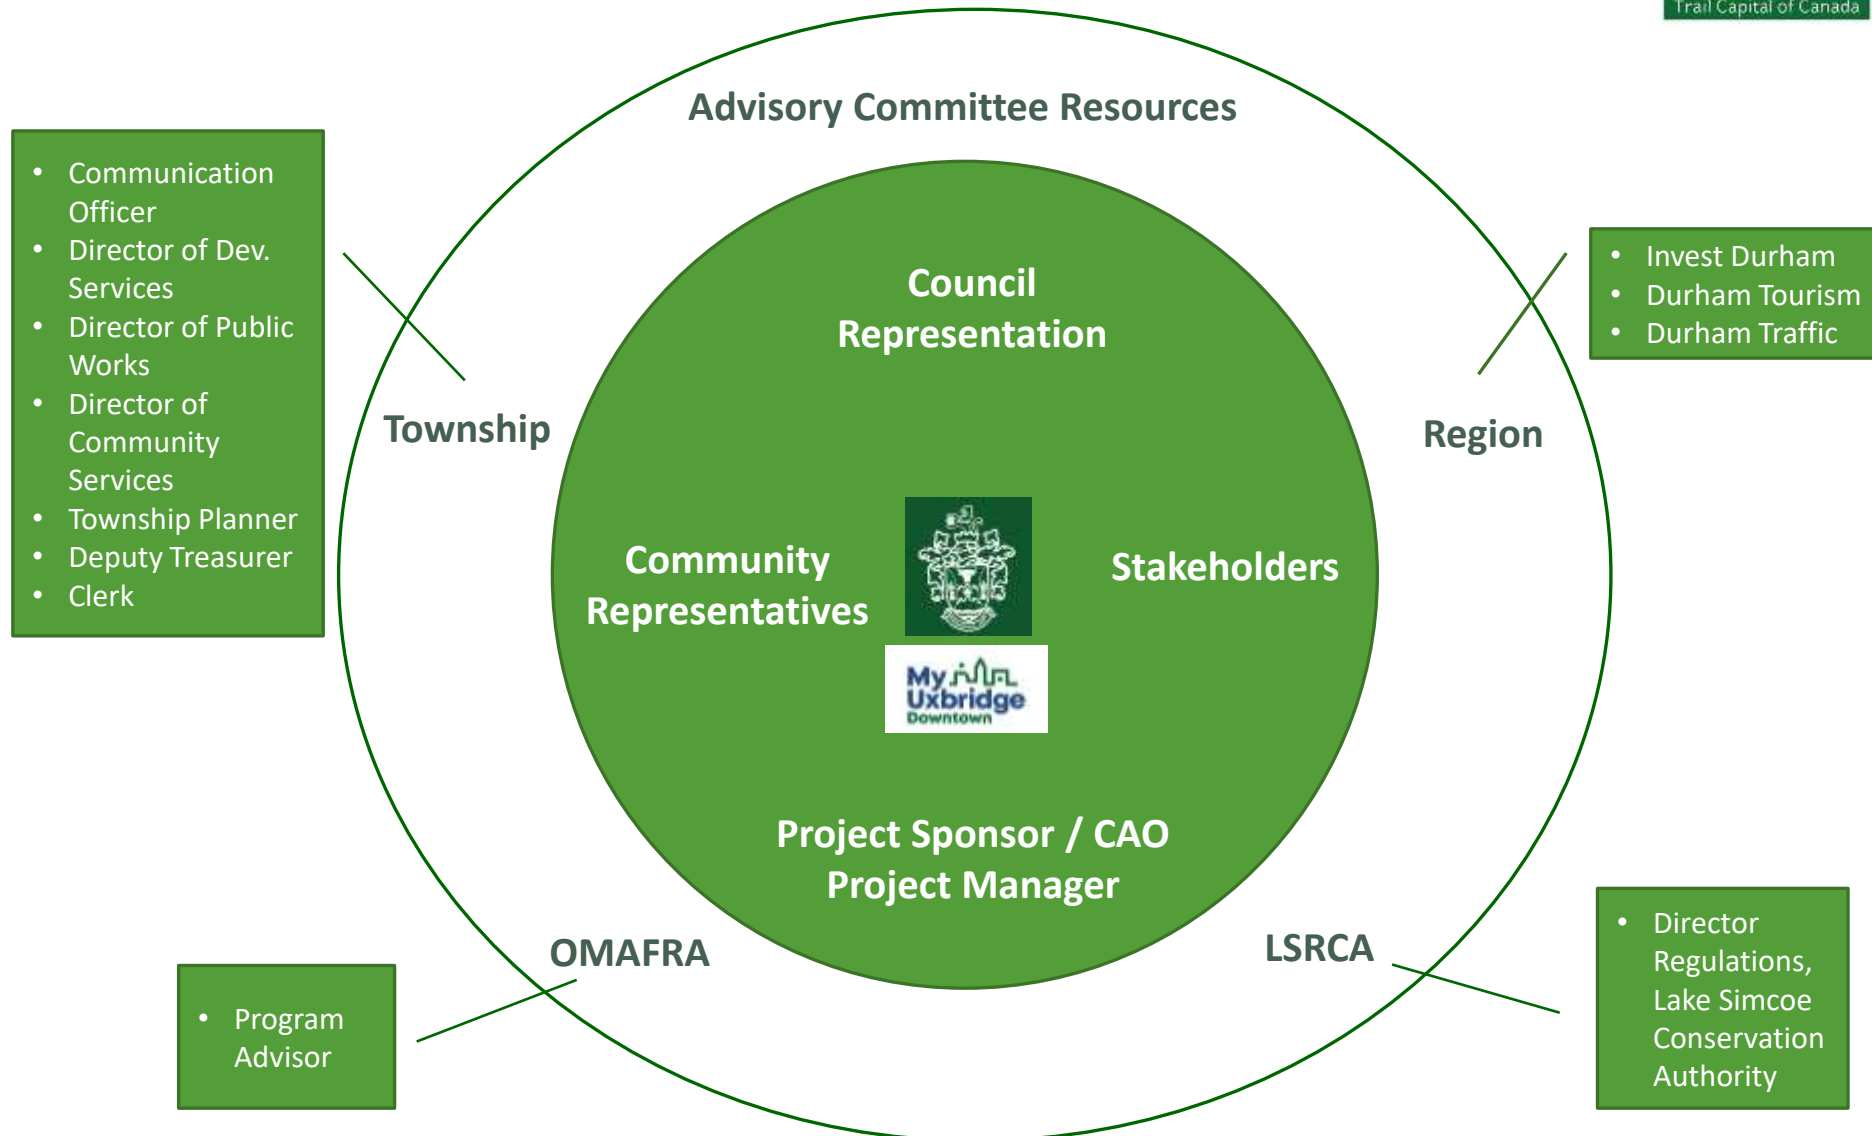 Trail Capital of Canada
Advisory Committee Resources
• Communication
Officer
• Director of Dev.
Services
• Director of Public
Works
• Director of
Community
Services
• Township Planner
• Deputy Treasurer
• Clerk
• Invest Durham
• Durham Tourism
• Durham Traffic
Council
Representation
Township
Region
Community
Representatives
Stakeholders
My
Uxbridge
Downtown
Project Sponsor / CAO
Project Manager
OMAFRA
LSRCA
• Program
Advisor
• Director
Regulations,
Lake Simcoe
Conservation
Authority